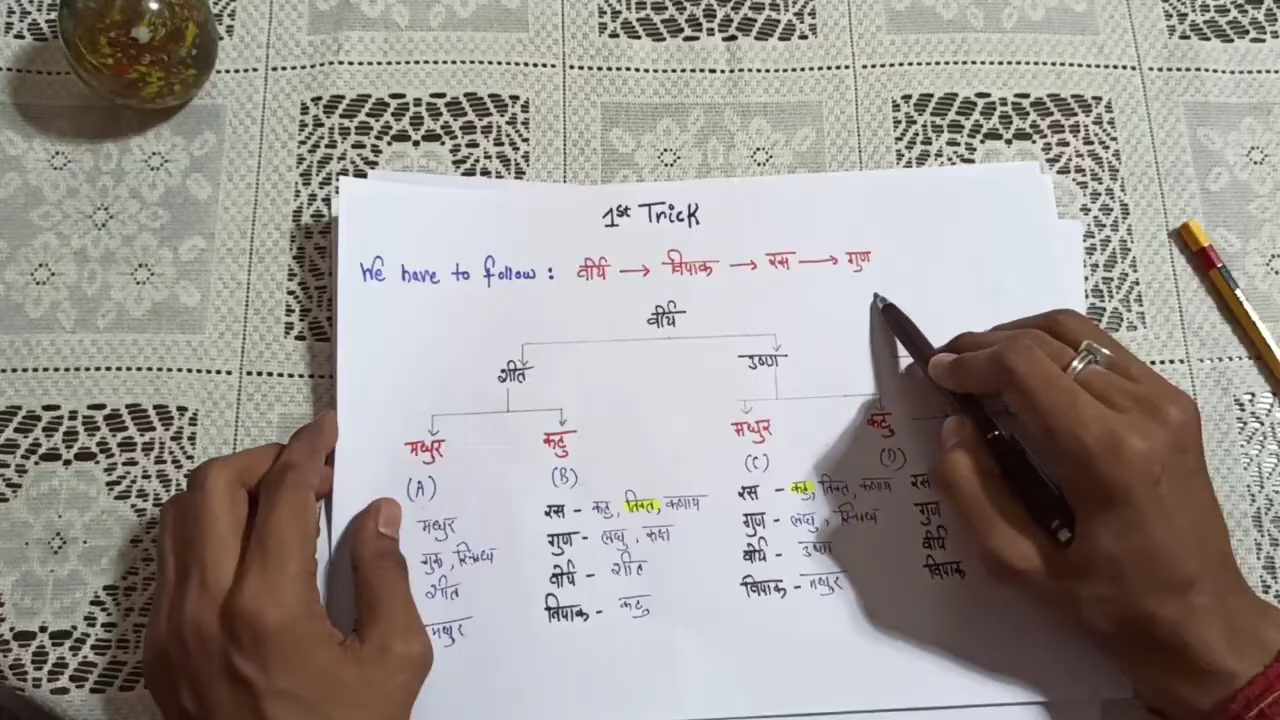 1st Trick
We have to follow : वीर्य → विपाक → रस → गुण
वीर्य
शीत उष्ण
मधुर कटु मधुर कटु
(A) (B) (C) (D)
मधुर
गुरु, स्निग्ध
शीत
मधुर
रस - कटु, तिक्त, कषाय
गुण - लघु, रुक्ष
वीर्य - शीत
विपाक - कटु
रस - कटु, तिक्त, कषाय
गुण - लघु, स्निग्ध
वीर्य - उष्ण
विपाक - मधुर
रस
गुण
वीर्य
विपाक